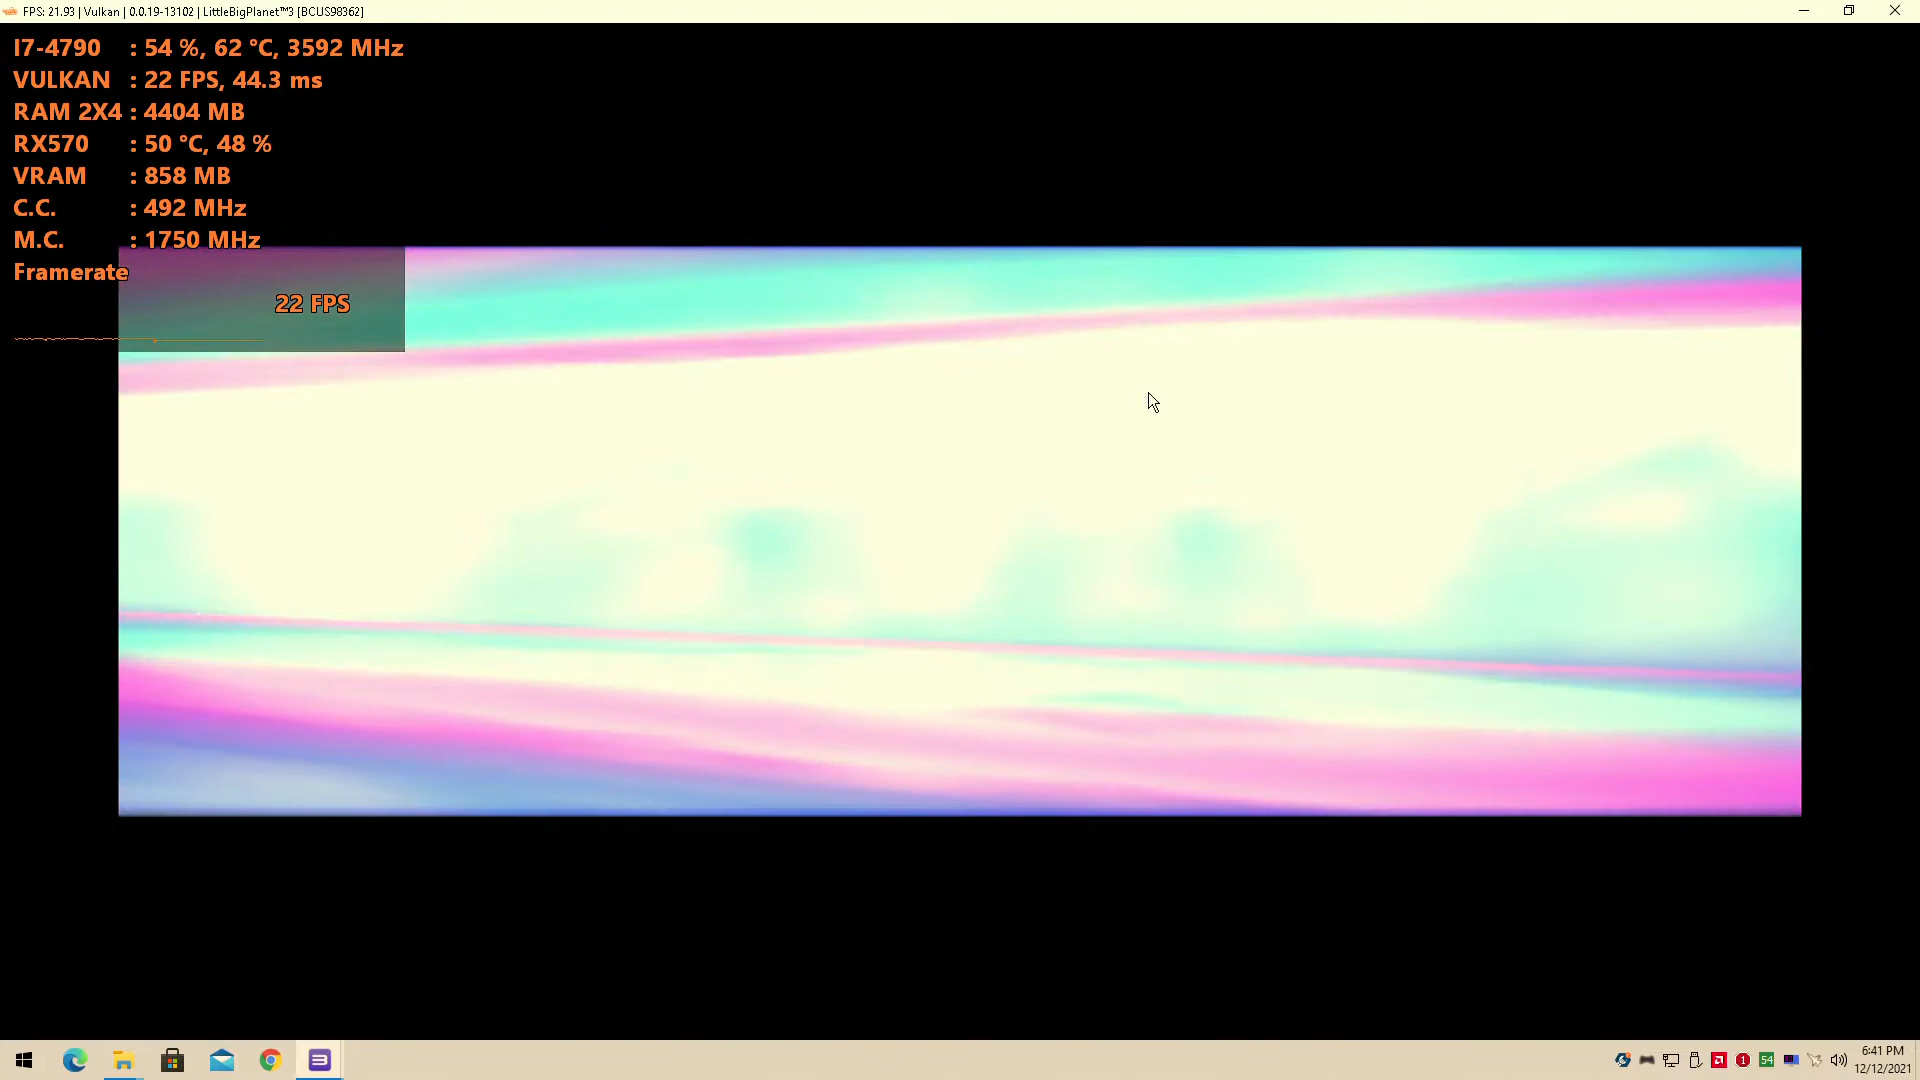 FPS: 21.93 | Vulkan | 0.0.19-13102 | LittleBigPlanet™3 [BCUS98362]
I7-4790 : 54 %, 62 °C, 3592 MHz
VULKAN : 22 FPS, 44.3 ms
RAM 2X4 : 4404 MB
RX570 : 50 °C, 48 %
VRAM : 858 MB
C.C. : 492 MHz
M.C. : 1750 MHz
Framerate
22 FPS
54
6:41 PM
12/12/2021